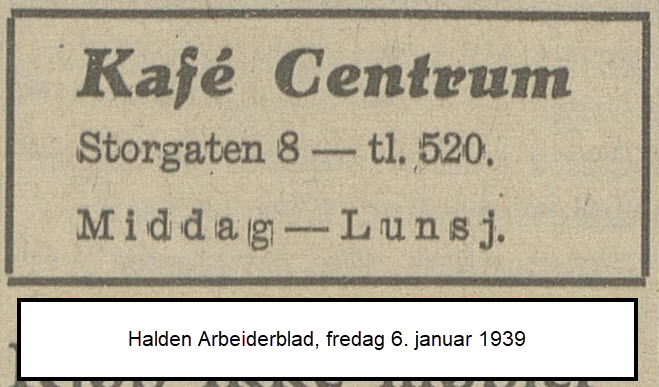 Kafé Centrum
Storgaten 8 — tl. 520.
Middag — Lunsj.
Halden Arbeiderblad, fredag 6. januar 1939